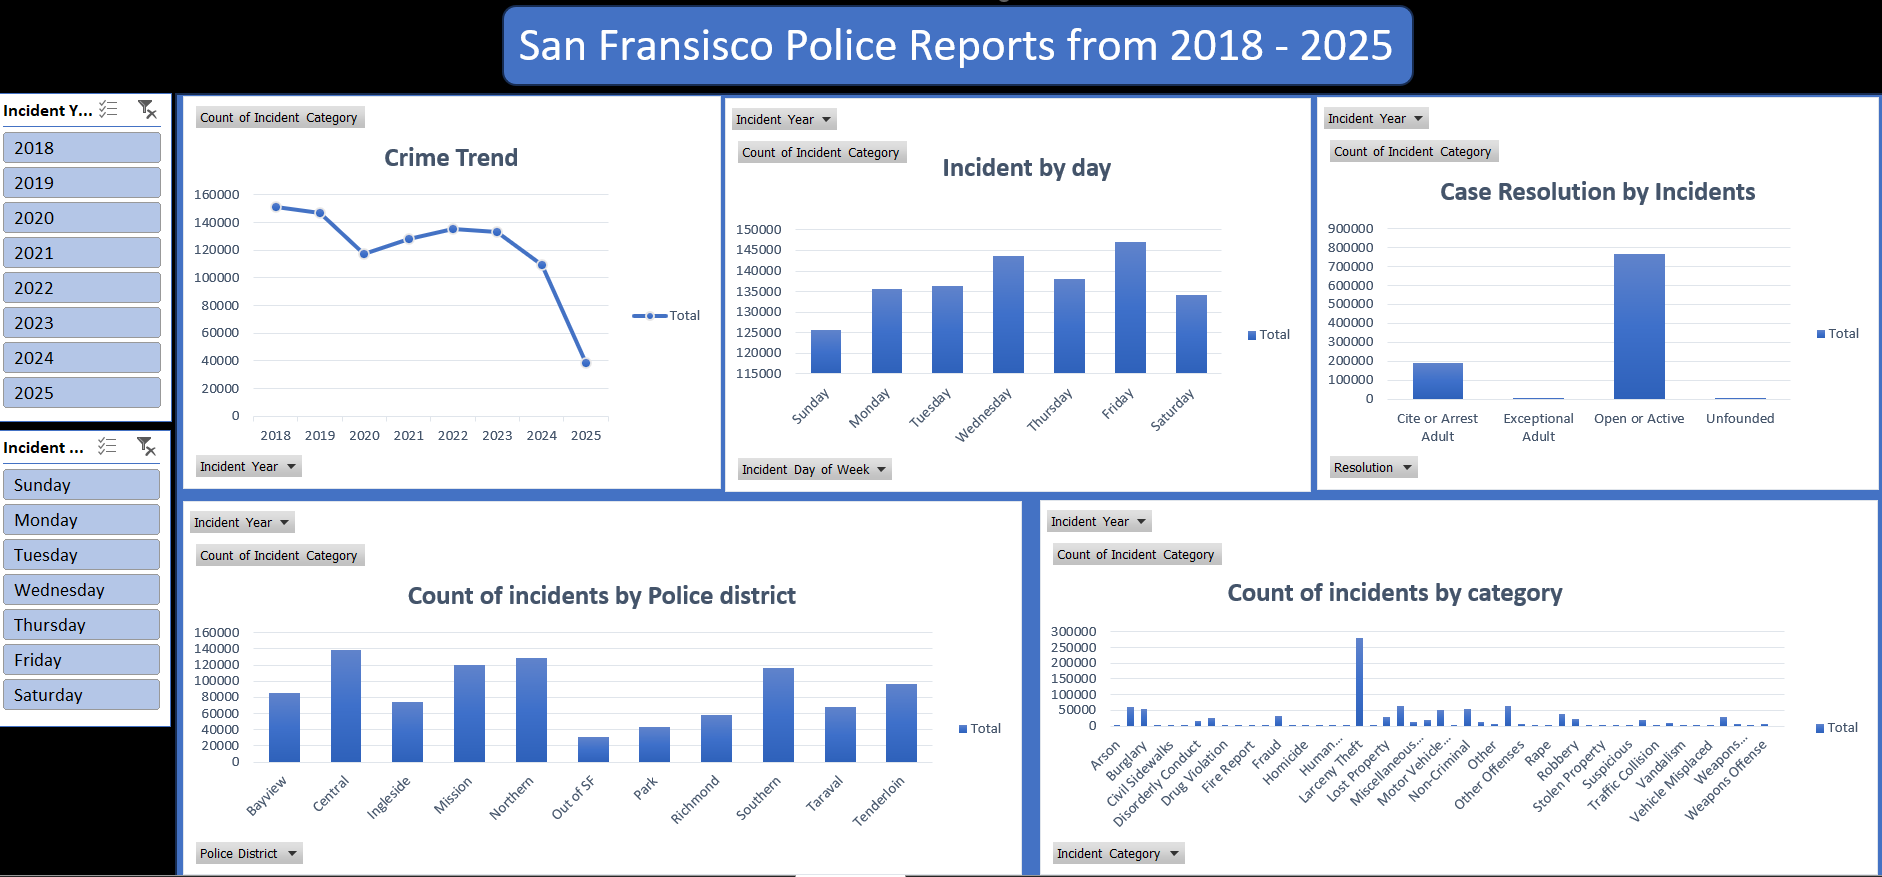 San Fransisco Police Reports from 2018 - 2025
Incident Y...
2018
2019
2020
2021
2022
2023
2024
2025
Incident ...
Sunday
Monday
Tuesday
Wednesday
Thursday
Friday
Saturday
Count of Incident Category
Crime Trend
160000
140000
120000
100000
80000
60000
40000
20000
0
2018 2019 2020 2021 2022 2023 2024 2025
Total
Incident Year
Incident Year
Count of Incident Category
Incident by day
150000
145000
140000
135000
130000
125000
120000
115000
Sunday Monday Tuesday Wednesday Thursday Friday Saturday
Total
Incident Day of Week
Incident Year
Count of Incident Category
Case Resolution by Incidents
900000
800000
700000
600000
500000
400000
300000
200000
100000
0
Cite or Arrest Adult Exceptional Adult Open or Active Unfounded
Total
Resolution
Incident Year
Count of Incident Category
Count of incidents by Police district
160000
140000
120000
100000
80000
60000
40000
20000
0
Bayview Central Ingleside Mission Northern Out of SF Park Richmond Southern Taraval Tenderloin
Total
Police District
Incident Year
Count of Incident Category
Count of incidents by category
300000
250000
200000
150000
100000
50000
0
Arson Burglary Civil Sidewalks Disorderly Conduct Drug Violation Fire Report Fraud Homicide Human... Larceny Theft Lost Property Miscellaneous... Motor Vehicle... Non-Criminal Other Other Offenses Rape Robbery Stolen Property Suspicious Traffic Collision Vandalism Vehicle Misplaced Weapons... Weapons Offense
Total
Incident Category